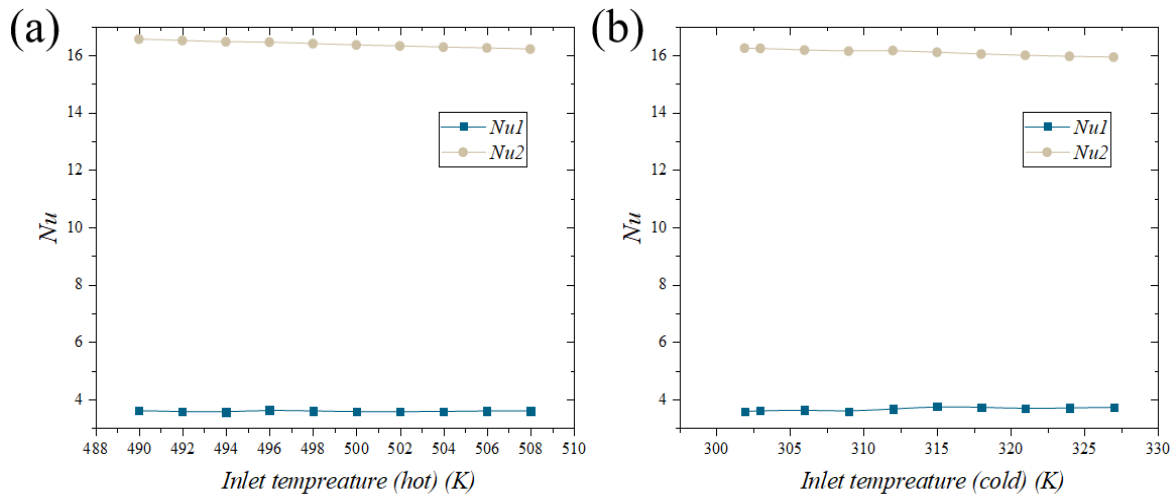 (a)
16
14
12
10
8
6
4
Nu
Nu1
Nu2
488 490 492 494 496 498 500 502 504 506 508 510
Inlet tempreature (hot) (K)
(b)
16
14
12
10
8
6
4
Nu
Nu1
Nu2
300 305 310 315 320 325 330
Inlet tempreature (cold) (K)